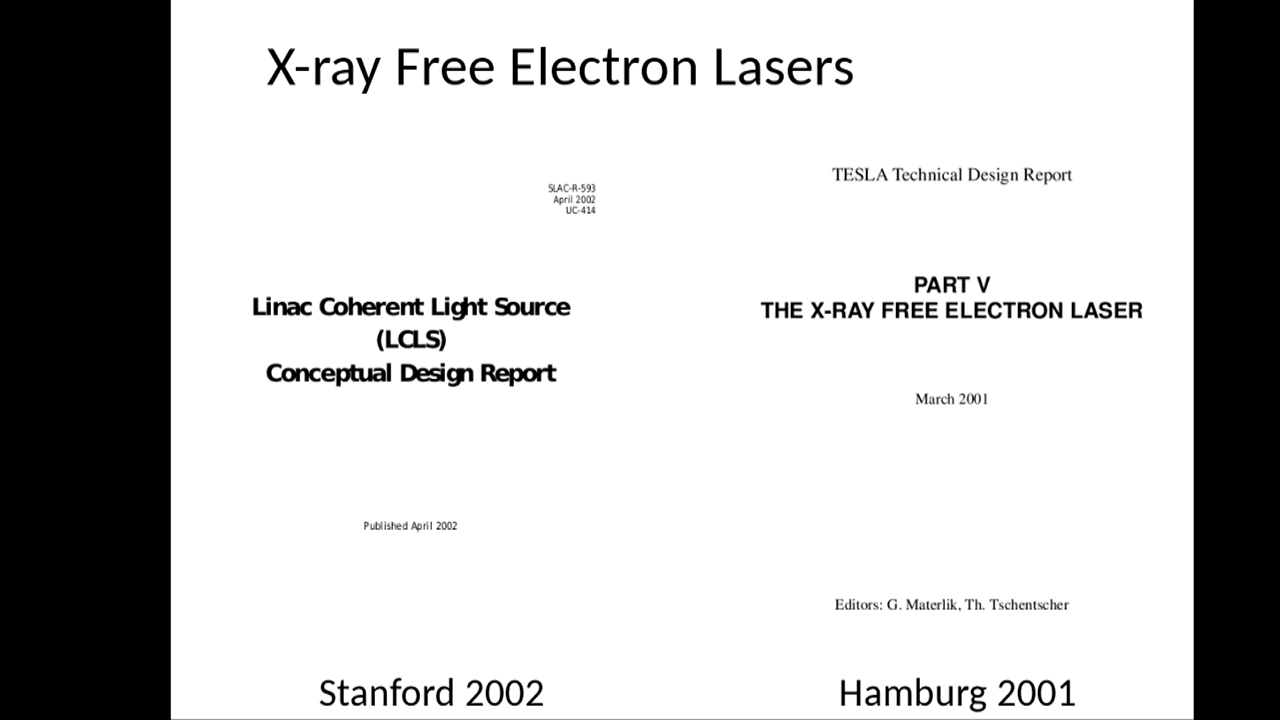 X-ray Free Electron Lasers
SLAC-R-593
April 2002
UC-414
Linac Coherent Light Source
(LCLS)
Conceptual Design Report
Published April 2002
Stanford 2002
TESLA Technical Design Report
PART V
THE X-RAY FREE ELECTRON LASER
March 2001
Editors: G. Materlik, Th. Tschentscher
Hamburg 2001